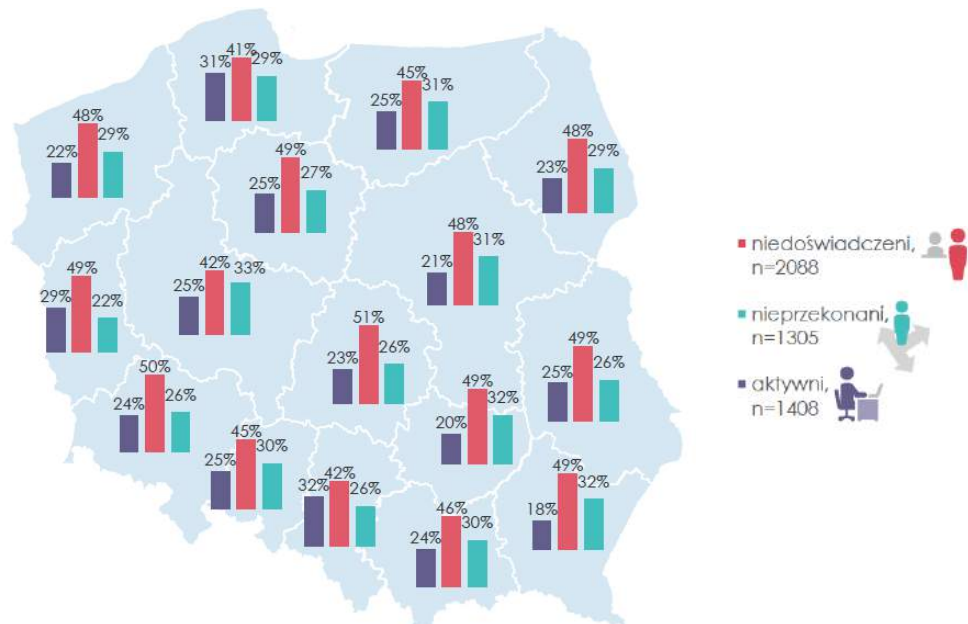 31% 41% 29%
25% 45% 31%
22% 48% 29%
25% 49% 27%
23% 48% 29%
21% 48% 31%
29% 49% 22%
25% 42% 33%
23% 51% 26%
25% 49% 26%
24% 50% 26%
20% 49% 32%
25% 45% 30%
32% 42% 26%
24% 46% 30%
18% 49% 32%
niedoświadczeni,
n=2088
nieprzekonani,
n=1305
aktywni,
n=1408